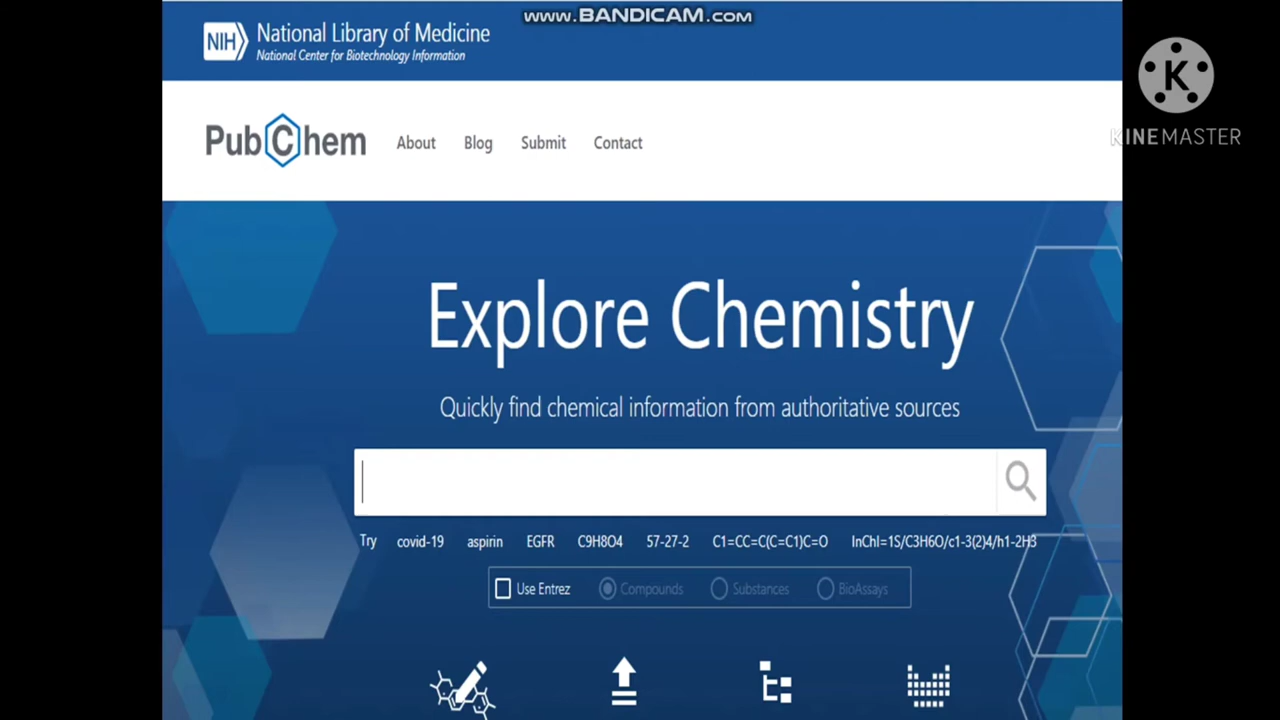 www.BANDICAM.com
NIH National Library of Medicine
National Center for Biotechnology Information
K
KINEMASTER
PubChem About Blog Submit Contact
Explore Chemistry
Quickly find chemical information from authoritative sources
Try covid-19 aspirin EGFR C9H8O4 57-27-2 C1=CC=C(C=C1)C=O InChI=1S/C3H6O/c1-3(2)4/h1-2H3
Use Entrez Compounds Substances BioAssays